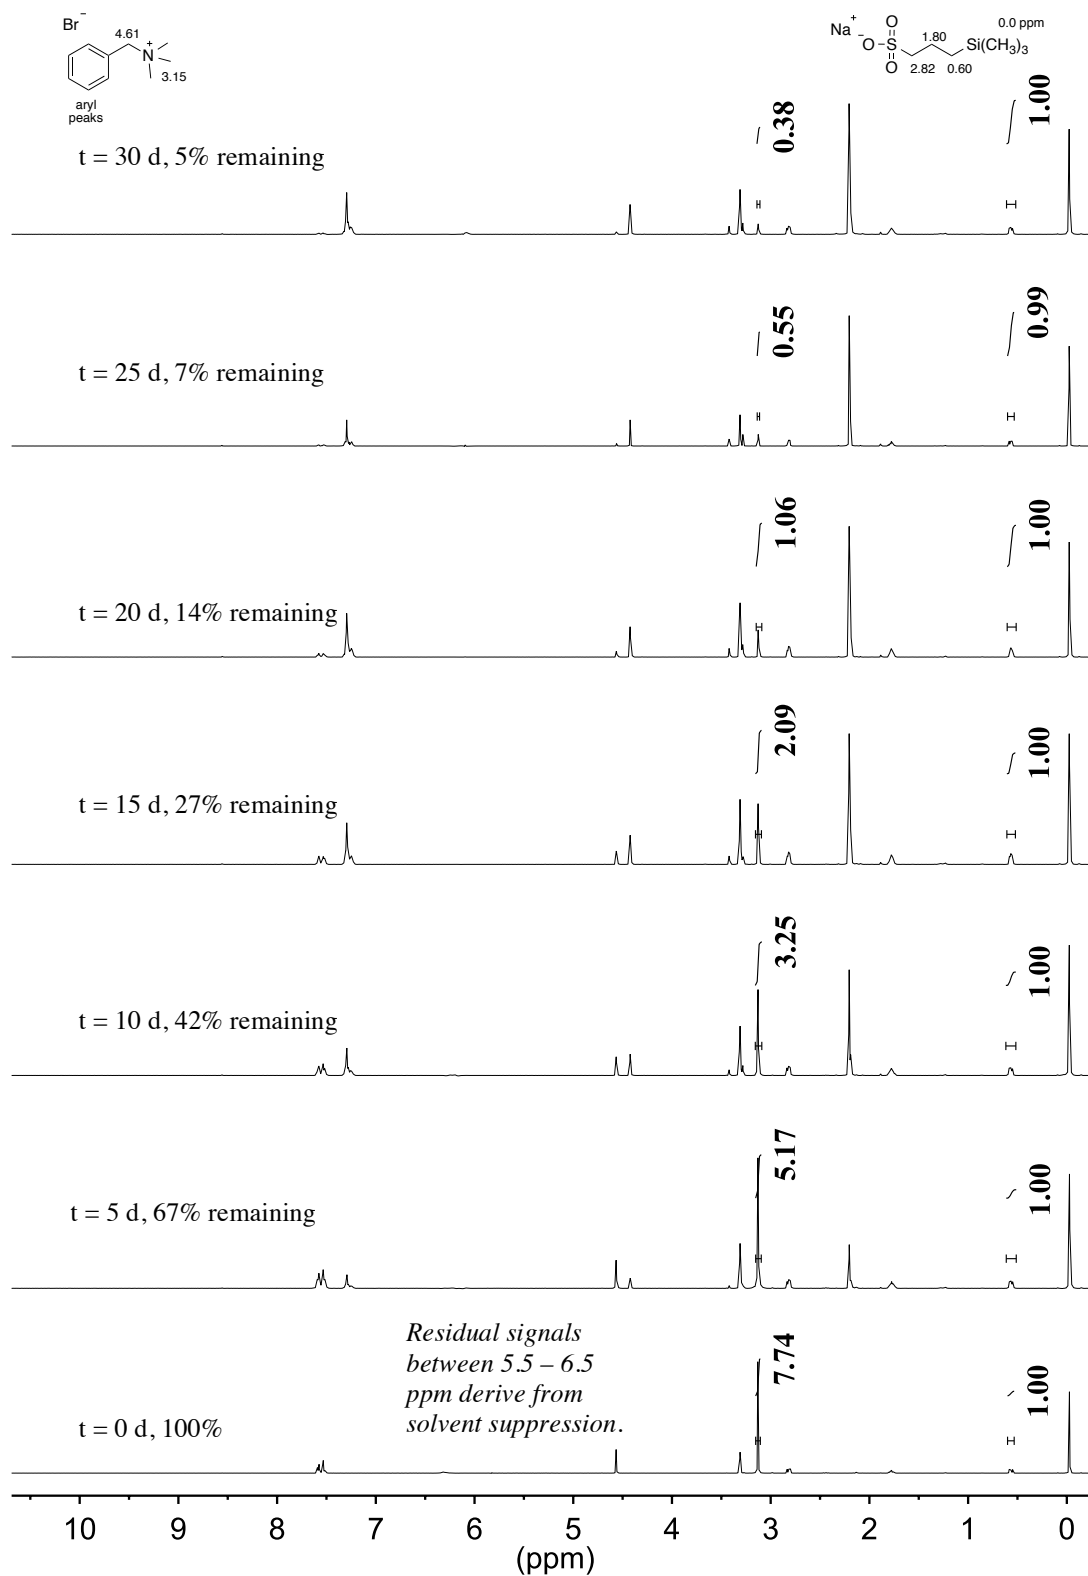 Br−
4.61
N+
3.15
aryl
peaks
Na+
−O
O
S
O
1.80
2.82
0.60
0.0 ppm
Si(CH3)3
t = 30 d, 5% remaining
0.38
1.00
t = 25 d, 7% remaining
0.55
0.99
t = 20 d, 14% remaining
1.06
1.00
t = 15 d, 27% remaining
2.09
1.00
t = 10 d, 42% remaining
3.25
1.00
t = 5 d, 67% remaining
5.17
1.00
Residual signals
between 5.5 – 6.5
ppm derive from
solvent suppression.
t = 0 d, 100%
7.74
1.00
10 9 8 7 6 5 4 3 2 1 0
(ppm)